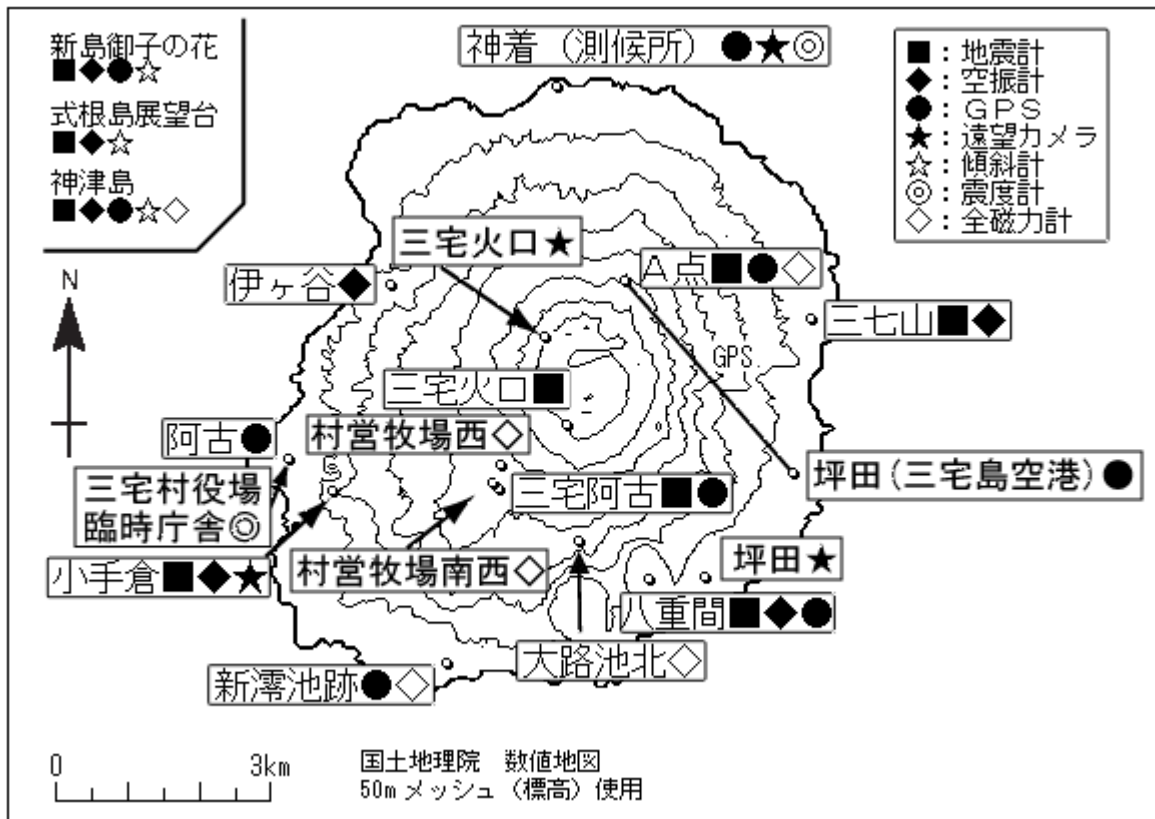 新島御子の花
■◆●☆
式根島展望台
■◆☆
神津島
■◆●☆◇
神着（測候所）●★◎
■：地震計
◆：空振計
●：ＧＰＳ
★：遠望カメラ
☆：傾斜計
◎：震度計
◇：全磁力計
N
三宅火口★
Ａ点■●◇
伊ヶ谷◆
三七山■◆
GPS
三宅火口■
阿古●
村営牧場西◇
三宅村役場
臨時庁舎◎
三宅阿古■●
坪田(三宅島空港)●
小手倉■◆★
村営牧場南西◇
坪田★
八重間■◆●
大路池北◇
新澪池跡●◇
0 3km
国土地理院 数値地図
50mメッシュ（標高）使用